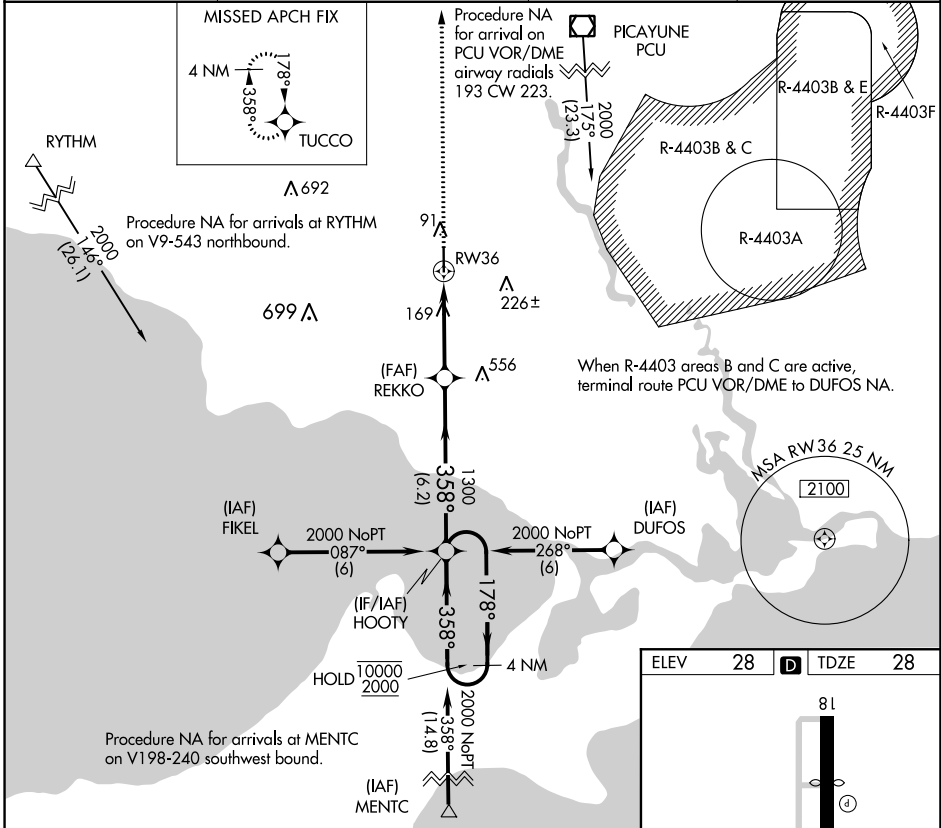 MISSED APCH FIX
4 NM
178°
358°
TUCCO
Procedure NA
for arrival on
PCU VOR/DME
airway radials
193 CW 223.
PICAYUNE
PCU
2000
175°
(23.3)
R-4403B & E
R-4403F
R-4403B & C
R-4403A
RYTHM
2000
146°
(26.1)
692
Procedure NA for arrivals at RYTHM
on V9-543 northbound.
91
RW36
699
169
226±
(FAF)
REKKO
556
When R-4403 areas B and C are active,
terminal route PCU VOR/DME to DUFOS NA.
1300
358°
(6.2)
MSA RW36 25 NM
2100
(IAF)
FIKEL
2000 NoPT
087°
(6)
2000 NoPT
268°
(6)
(IAF)
DUFOS
(IF/IAF)
HOOTY
358°
178°
HOLD
10000
2000
4 NM
2000 NoPT
358°
(14.8)
Procedure NA for arrivals at MENTC
on V198-240 southwest bound.
(IAF)
MENTC
ELEV 28 D TDZE 28
18
P